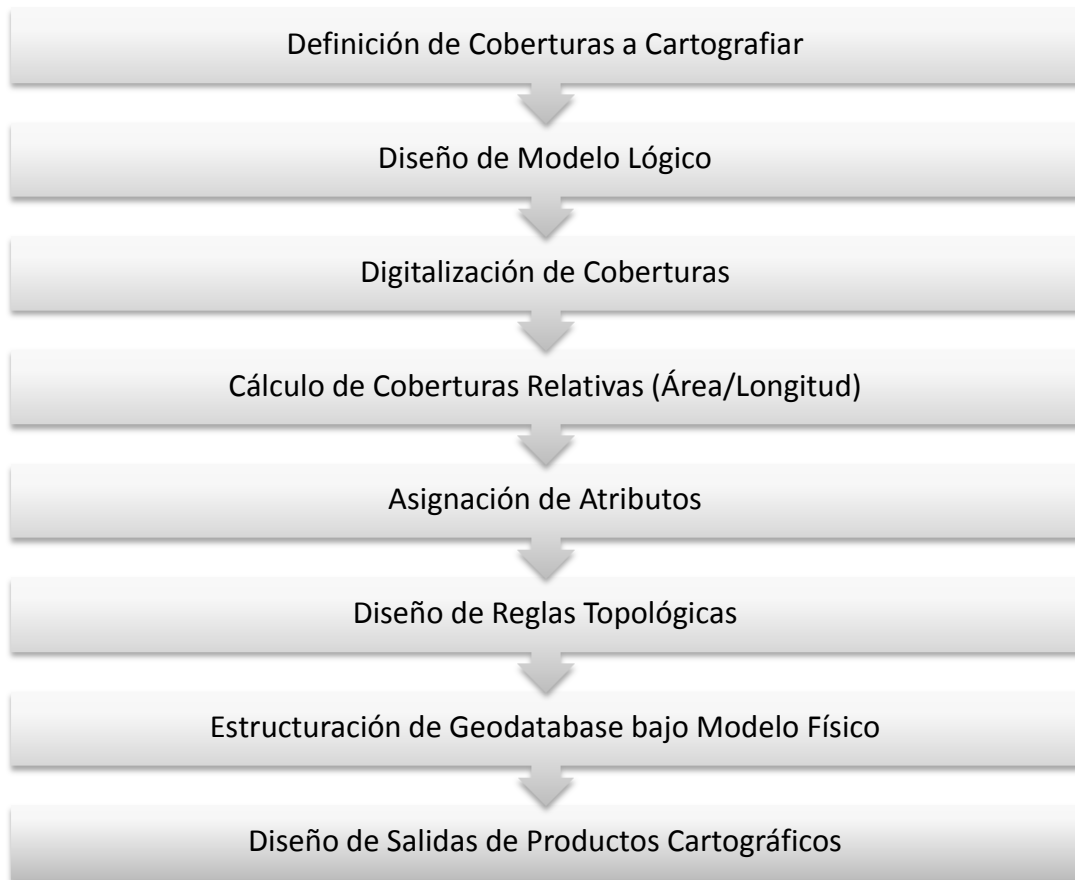 Definición de Coberturas a Cartografiar
Diseño de Modelo Lógico
Digitalización de Coberturas
Cálculo de Coberturas Relativas (Área/Longitud)
Asignación de Atributos
Diseño de Reglas Topológicas
Estructuración de Geodatabase bajo Modelo Físico
Diseño de Salidas de Productos Cartográficos